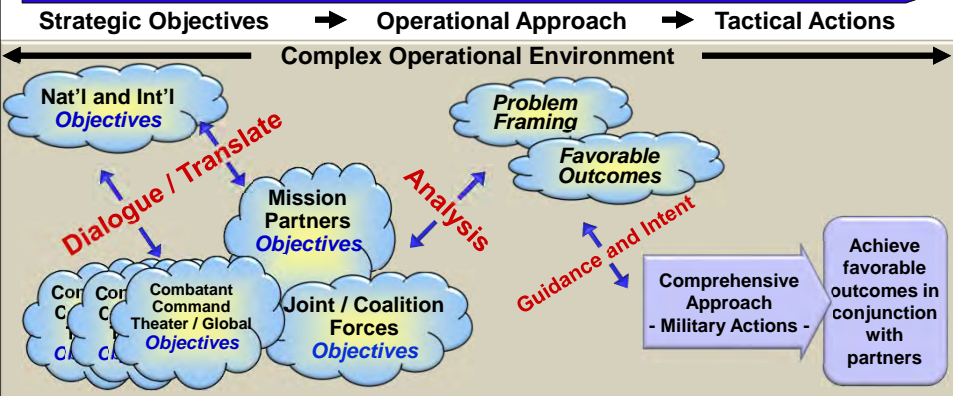 Strategic Objectives Operational Approach Tactical Actions
Complex Operational Environment
Nat'l and Int'l
Objectives
Dialogue / Translate
Mission
Partners
Objectives
Combatant
Command
Theater / Global
Objectives
Joint / Coalition
Forces
Objectives
Analysis
Problem
Framing
Favorable
Outcomes
Guidance and Intent
Comprehensive
Approach
- Military Actions -
Achieve
favorable
outcomes in
conjunction
with
partners